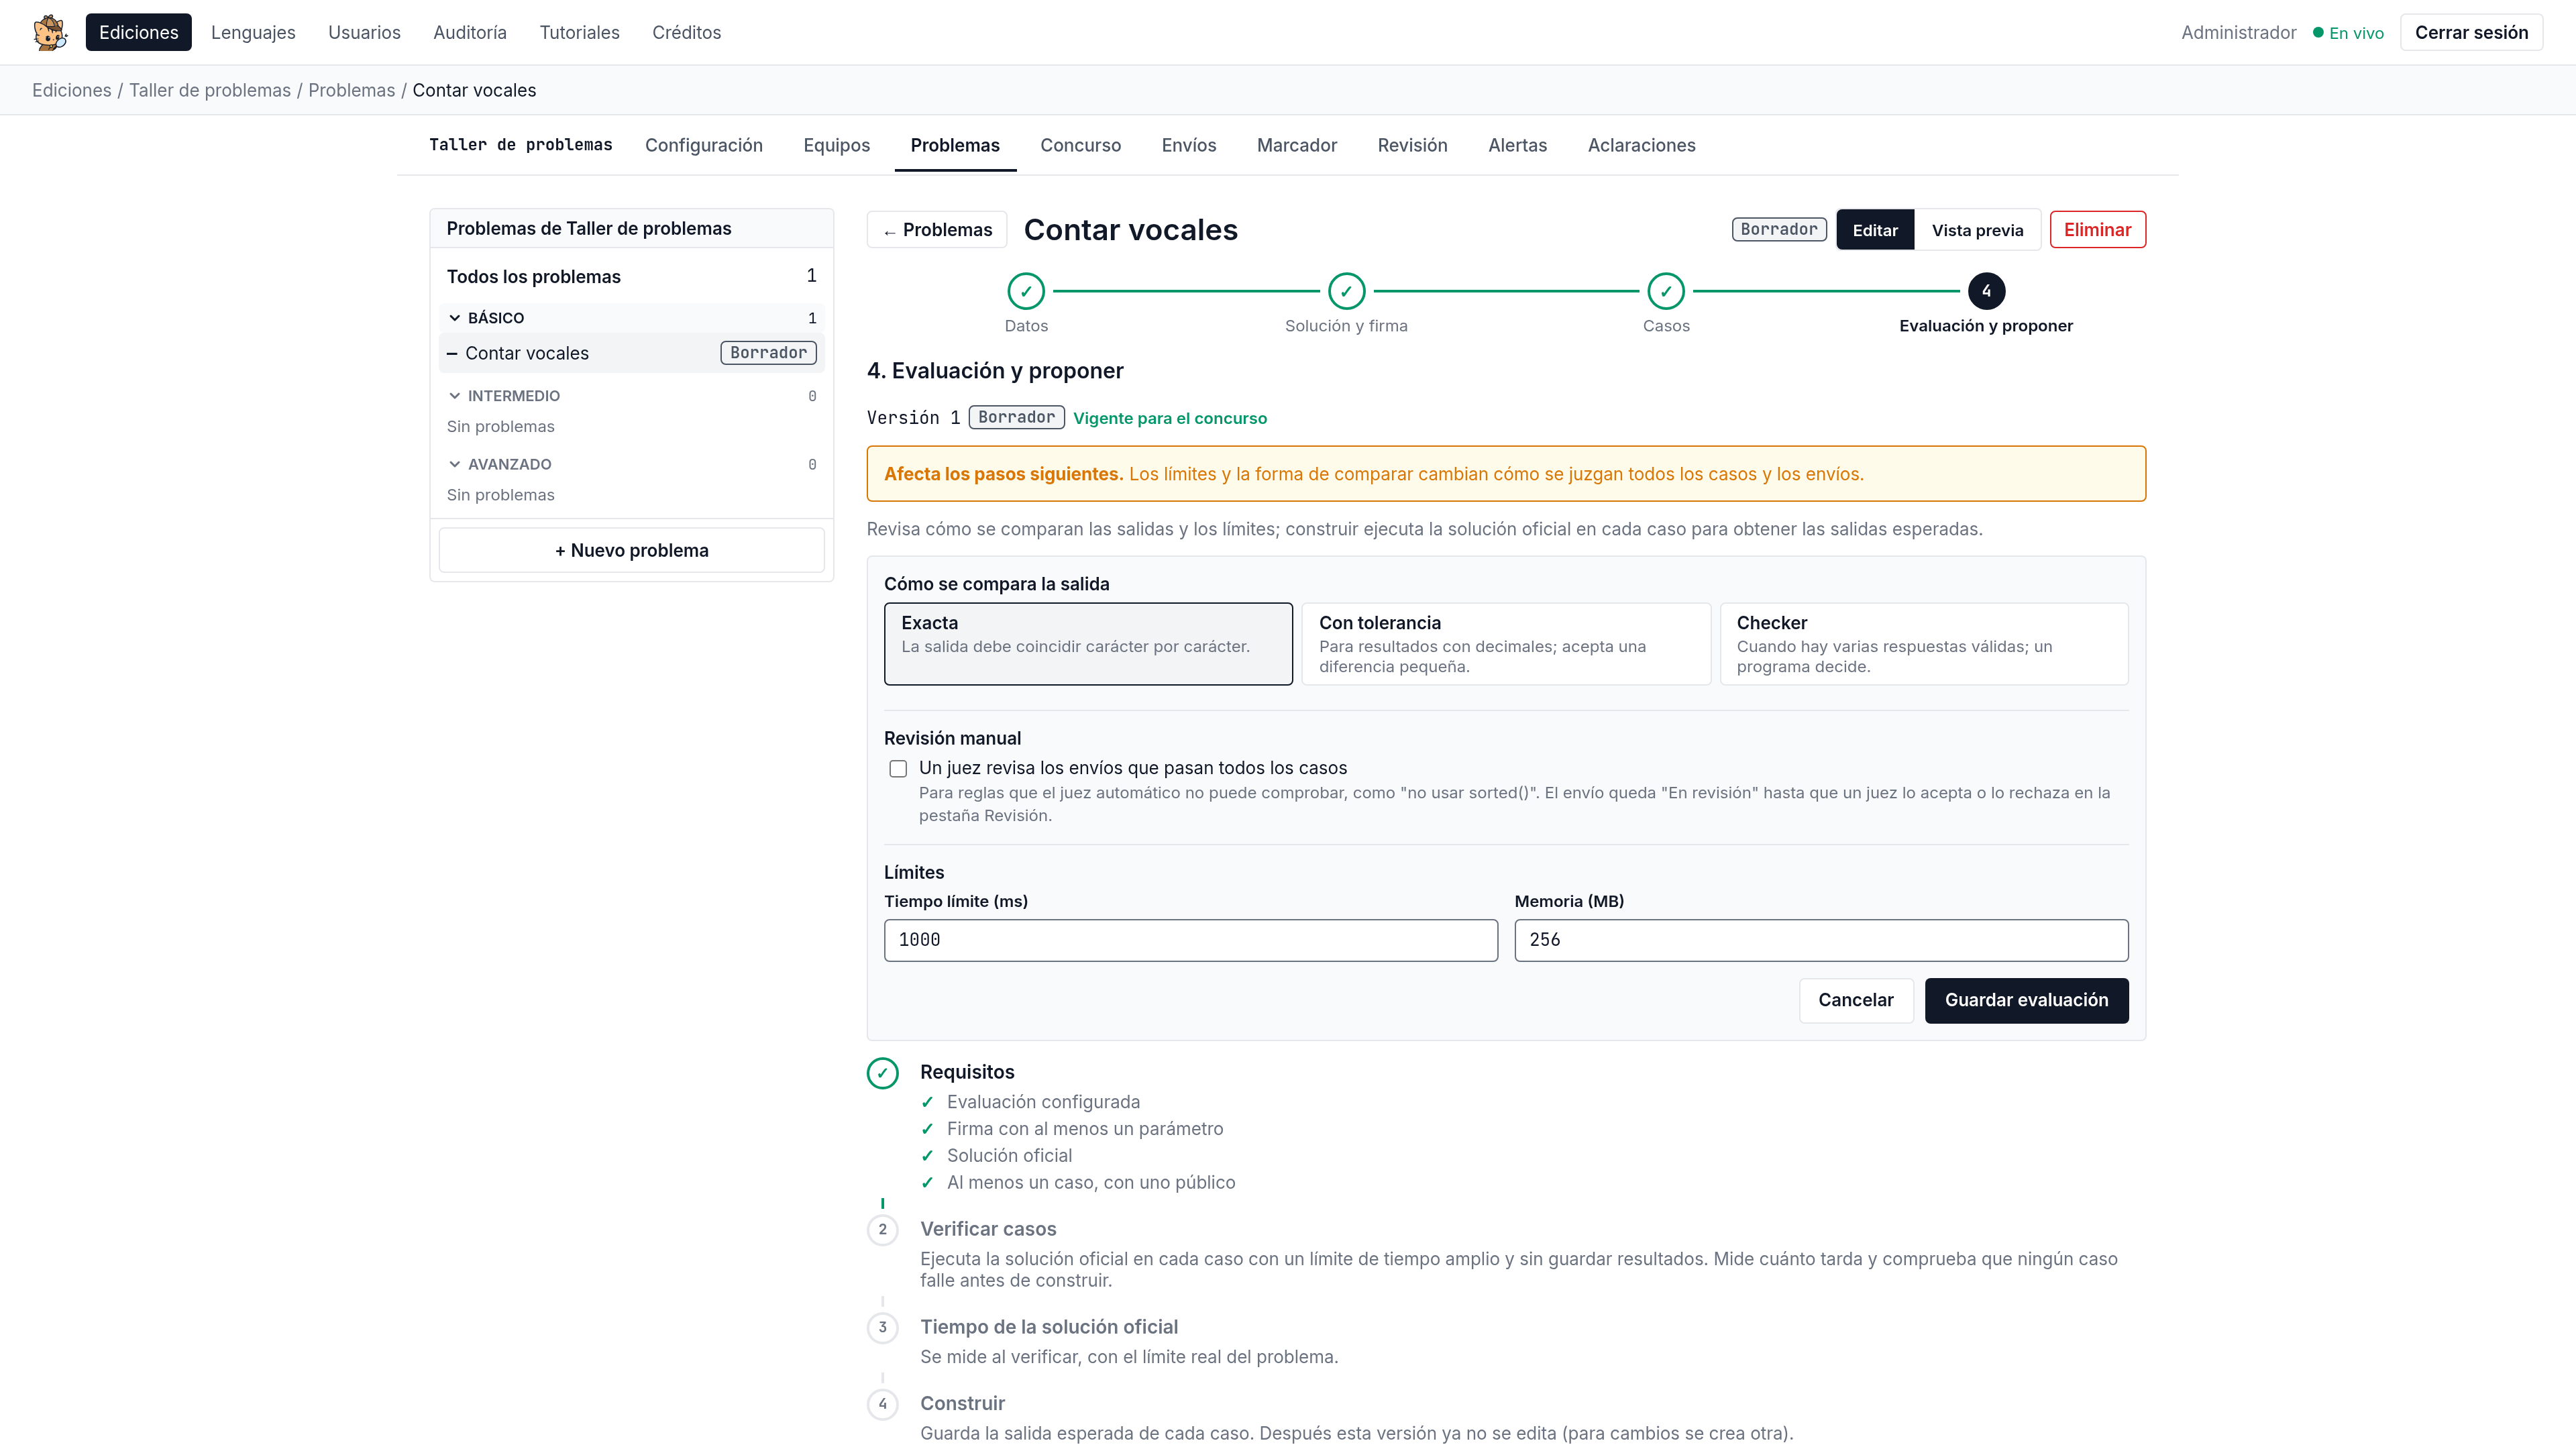 Ediciones Lenguajes Usuarios Auditoría Tutoriales Créditos Administrador En vivo Cerrar sesión
Ediciones / Taller de problemas / Problemas / Contar vocales
Taller de problemas Configuración Equipos Problemas Concurso Envíos Marcador Revisión Alertas Aclaraciones
Problemas de Taller de problemas
Todos los problemas 1
BÁSICO 1
– Contar vocales Borrador
INTERMEDIO 0
Sin problemas
AVANZADO 0
Sin problemas
+ Nuevo problema
← Problemas Contar vocales Borrador Editar Vista previa Eliminar
✓ ✓ ✓ 4
Datos Solución y firma Casos Evaluación y proponer
4. Evaluación y proponer
Versión 1 Borrador Vigente para el concurso
Afecta los pasos siguientes. Los límites y la forma de comparar cambian cómo se juzgan todos los casos y los envíos.
Revisa cómo se comparan las salidas y los límites; construir ejecuta la solución oficial en cada caso para obtener las salidas esperadas.
Cómo se compara la salida
Exacta
La salida debe coincidir carácter por carácter.
Con tolerancia
Para resultados con decimales; acepta una
diferencia pequeña.
Checker
Cuando hay varias respuestas válidas; un
programa decide.
Revisión manual
Un juez revisa los envíos que pasan todos los casos
Para reglas que el juez automático no puede comprobar, como "no usar sorted()". El envío queda "En revisión" hasta que un juez lo acepta o lo rechaza en la
pestaña Revisión.
Límites
Tiempo límite (ms) Memoria (MB)
1000 256
Cancelar Guardar evaluación
✓ Requisitos
✓ Evaluación configurada
✓ Firma con al menos un parámetro
✓ Solución oficial
✓ Al menos un caso, con uno público
2 Verificar casos
Ejecuta la solución oficial en cada caso con un límite de tiempo amplio y sin guardar resultados. Mide cuánto tarda y comprueba que ningún caso
falle antes de construir.
3 Tiempo de la solución oficial
Se mide al verificar, con el límite real del problema.
4 Construir
Guarda la salida esperada de cada caso. Después esta versión ya no se edita (para cambios se crea otra).